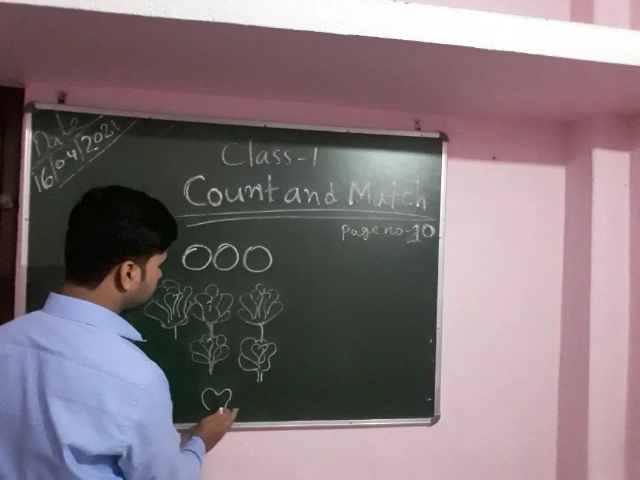 Date
16/04/2021
Class-1
Count and Match
page no-10